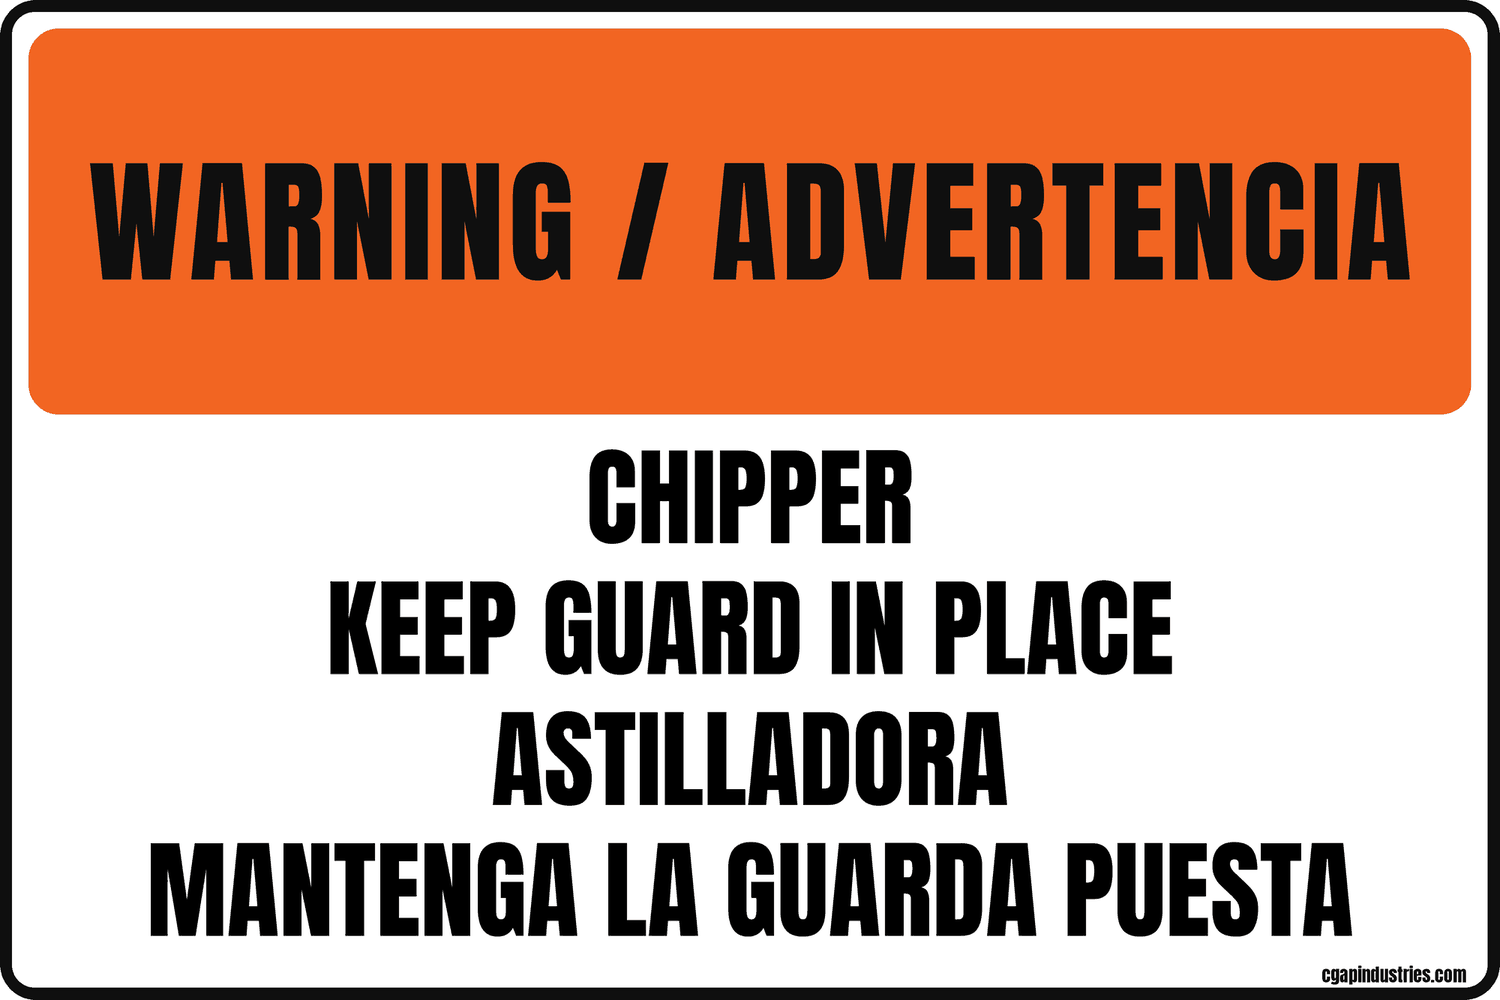 WARNING / ADVERTENCIA
CHIPPER
KEEP GUARD IN PLACE
ASTILLADORA
MANTENGA LA GUARDA PUESTA
cgapindustries.com